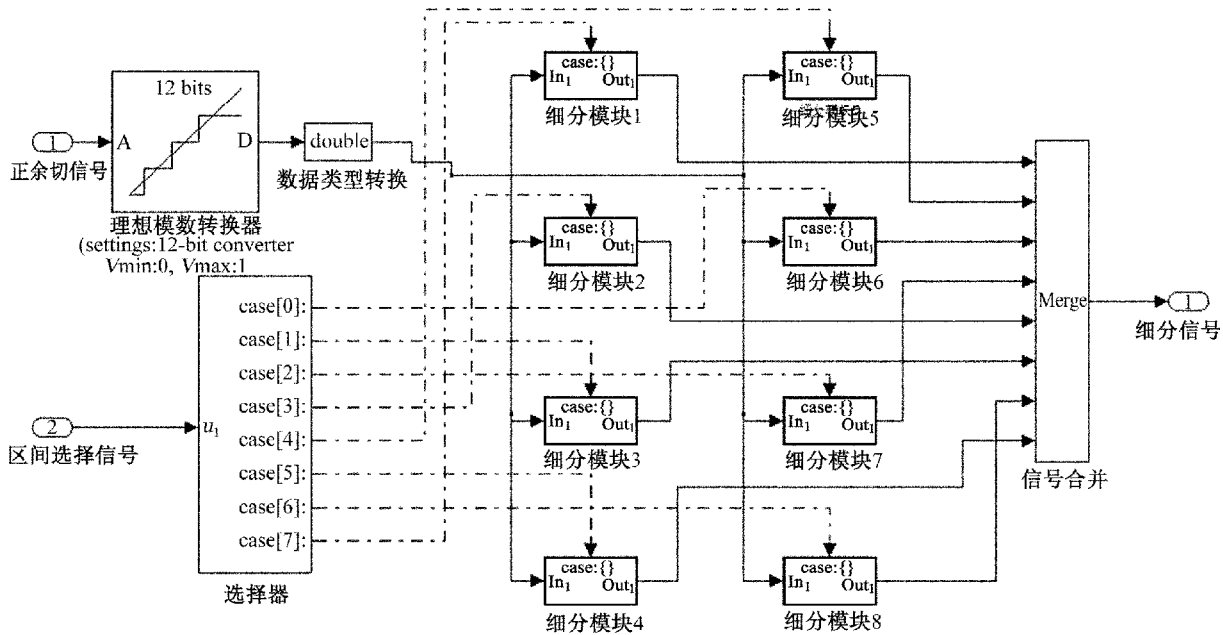 12 bits
A
D
1
正余切信号
double
数据类型转换
理想模数转换器
(settings:12-bit converter
Vmin:0, Vmax:1
case[0]:
case[1]:
case[2]:
case[3]:
case[4]:
case[5]:
case[6]:
case[7]:
u1
2
区间选择信号
选择器
case:{}
In1
Out1
细分模块1
case:{}
In1
Out1
细分模块5
case:{}
In1
Out1
细分模块2
case:{}
In1
Out1
细分模块6
case:{}
In1
Out1
细分模块3
case:{}
In1
Out1
细分模块7
case:{}
In1
Out1
细分模块4
case:{}
In1
Out1
细分模块8
Merge
信号合并
1
细分信号